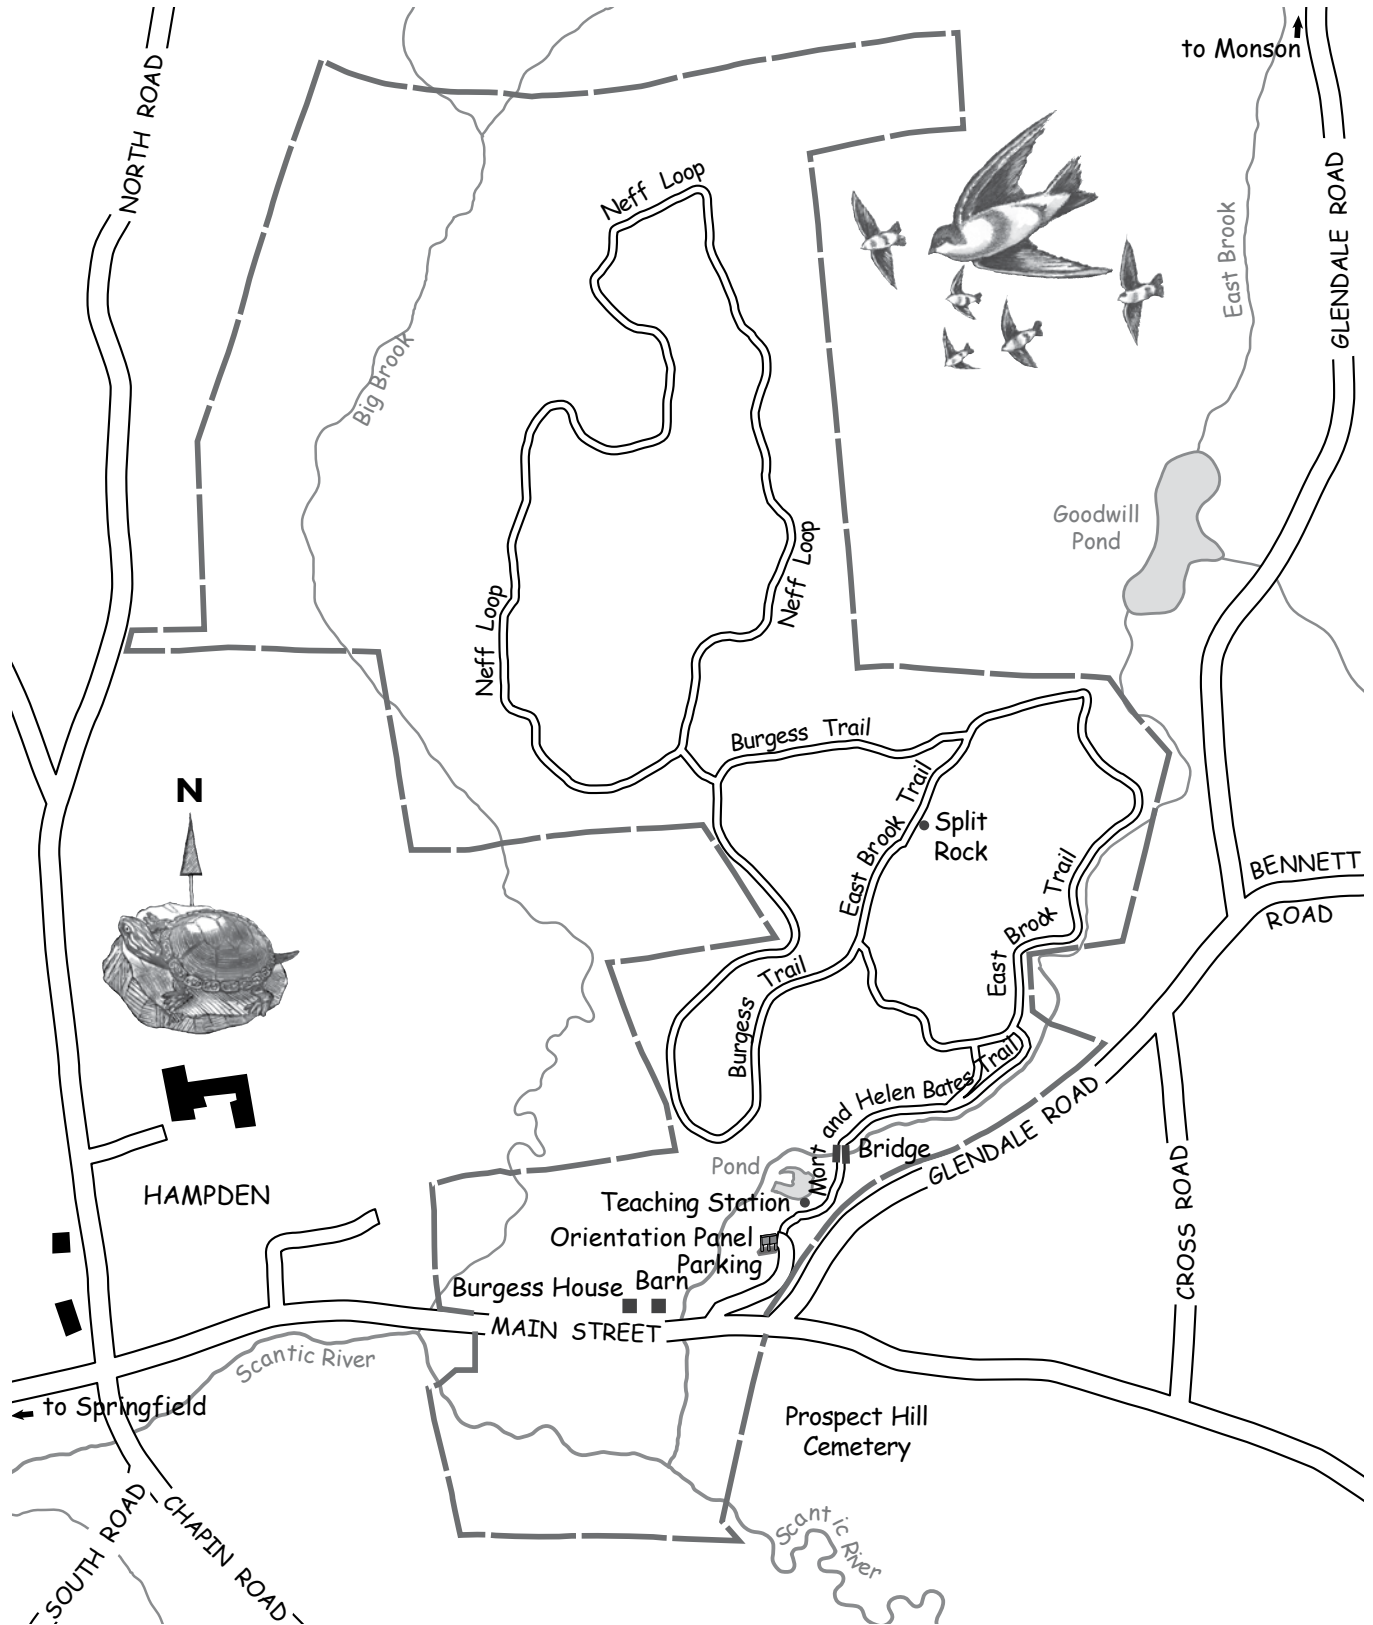 to Monson
NORTH ROAD
GLENDALE ROAD
Neff Loop
East Brook
Big Brook
Goodwill
Pond
Neff Loop
Neff Loop
Burgess Trail
East Brook Trail
Split
Rock
N
BENNETT
ROAD
East Brook Trail
Burgess Trail
Mort and Helen Bates Trail
GLENDALE ROAD
Bridge
Pond
CROSS ROAD
HAMPDEN
Teaching Station
Orientation Panel
Parking
Burgess House
Barn
MAIN STREET
Scantic River
to Springfield
Prospect Hill
Cemetery
SOUTH ROAD
CHAPIN ROAD
Scantic River